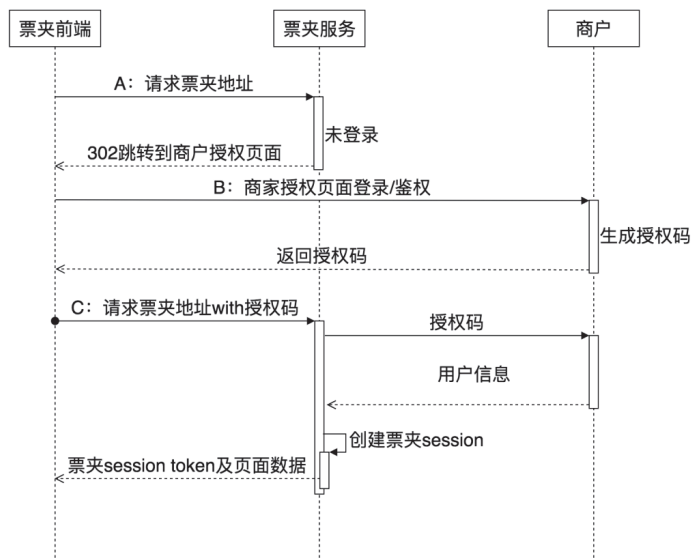 票夹前端
票夹服务
商户
A：请求票夹地址
未登录
302跳转到商户授权页面
B：商家授权页面登录/鉴权
生成授权码
返回授权码
C：请求票夹地址with授权码
授权码
用户信息
创建票夹session
票夹session token及页面数据